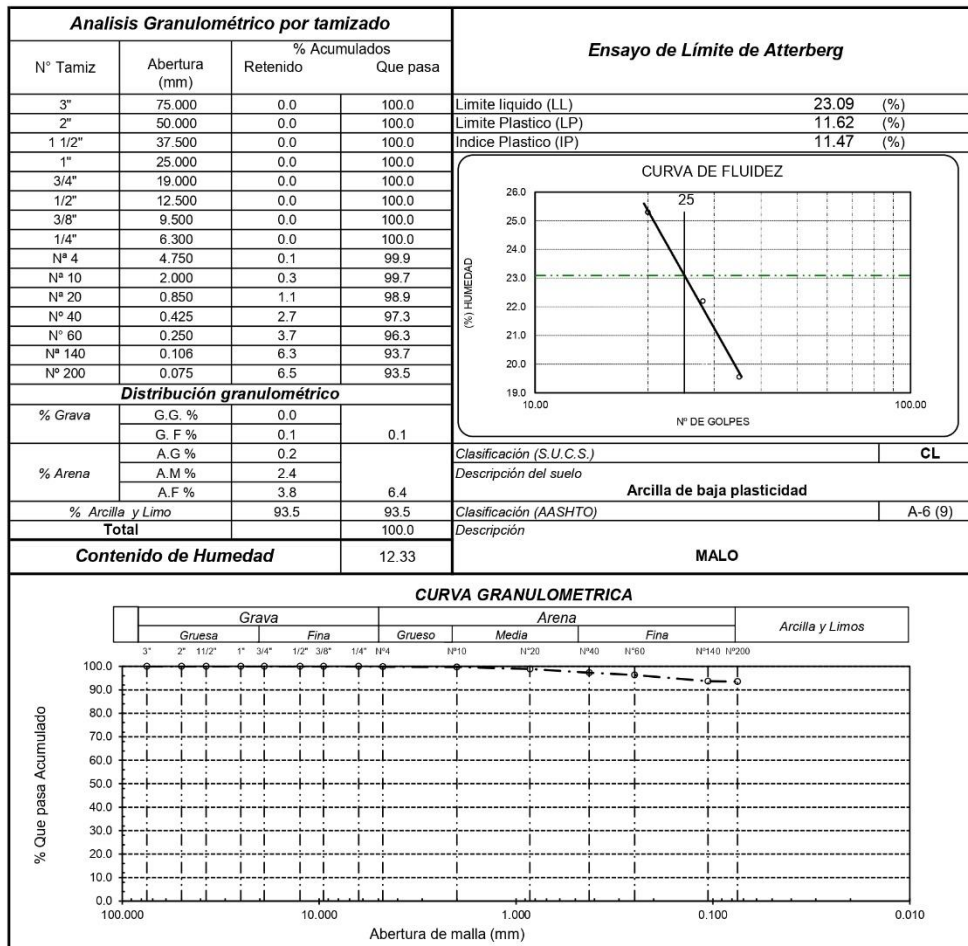 Analisis Granulométrico por tamizado
N° Tamiz Abertura (mm) % Acumulados
Retenido Que pasa
3" 75.000 0.0 100.0
2" 50.000 0.0 100.0
1 1/2" 37.500 0.0 100.0
1" 25.000 0.0 100.0
3/4" 19.000 0.0 100.0
1/2" 12.500 0.0 100.0
3/8" 9.500 0.0 100.0
1/4" 6.300 0.0 100.0
Nª 4 4.750 0.1 99.9
Nª 10 2.000 0.3 99.7
Nª 20 0.850 1.1 98.9
Nº 40 0.425 2.7 97.3
N° 60 0.250 3.7 96.3
Nª 140 0.106 6.3 93.7
Nº 200 0.075 6.5 93.5
Distribución granulométrico
% Grava G.G. % 0.0
G. F % 0.1 0.1
% Arena A.G % 0.2
A.M % 2.4
A.F % 3.8 6.4
% Arcilla y Limo 93.5 93.5
Total 100.0
Contenido de Humedad 12.33
Ensayo de Límite de Atterberg
Limite liquido (LL) 23.09 (%)
Limite Plastico (LP) 11.62 (%)
Indice Plastico (IP) 11.47 (%)
CURVA DE FLUIDEZ
25
(%) HUMEDAD
26.0
25.0
24.0
23.0
22.0
21.0
20.0
19.0
10.00 100.00
Nº DE GOLPES
Clasificación (S.U.C.S.) CL
Descripción del suelo
Arcilla de baja plasticidad
Clasificación (AASHTO) A-6 (9)
Descripción
MALO
CURVA GRANULOMETRICA
Grava Arena Arcilla y Limos
Gruesa Fina Grueso Media Fina
3" 2" 11/2" 1" 3/4" 1/2" 3/8" 1/4" Nº4 Nº10 N°20 N°40 N°60 N°140 Nº200
% Que pasa Acumulado
100.0
90.0
80.0
70.0
60.0
50.0
40.0
30.0
20.0
10.0
0.0
100.000 10.000 1.000 0.100 0.010
Abertura de malla (mm)